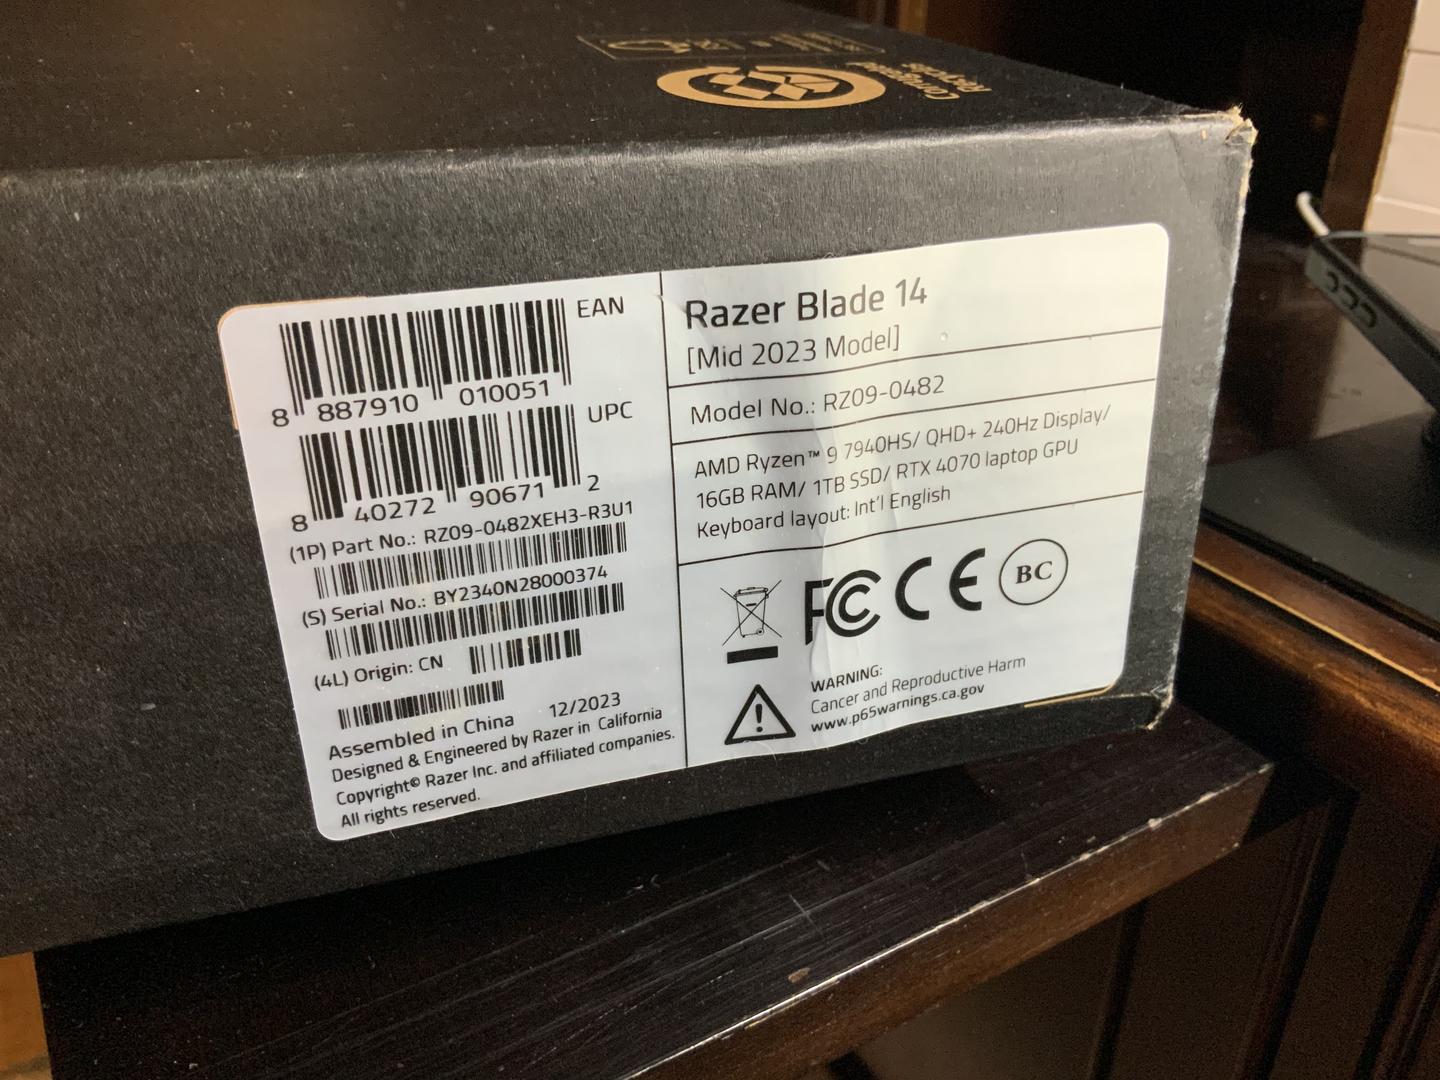 Corrugated
Recycles
EAN
8 887910 010051
UPC
8 40272 90671 2
(1P) Part No.: RZ09-0482XEH3-R3U1
(S) Serial No.: BY2340N28000374
(4L) Origin: CN
Assembled in China 12/2023
Designed & Engineered by Razer in California
Copyright© Razer Inc. and affiliated companies.
All rights reserved.
Razer Blade 14
[Mid 2023 Model]
Model No.: RZ09-0482
AMD Ryzen™ 9 7940HS/ QHD+ 240Hz Display/
16GB RAM/ 1TB SSD/ RTX 4070 laptop GPU
Keyboard layout: Int'l English
FC CE BC
WARNING:
Cancer and Reproductive Harm
www.p65warnings.ca.gov